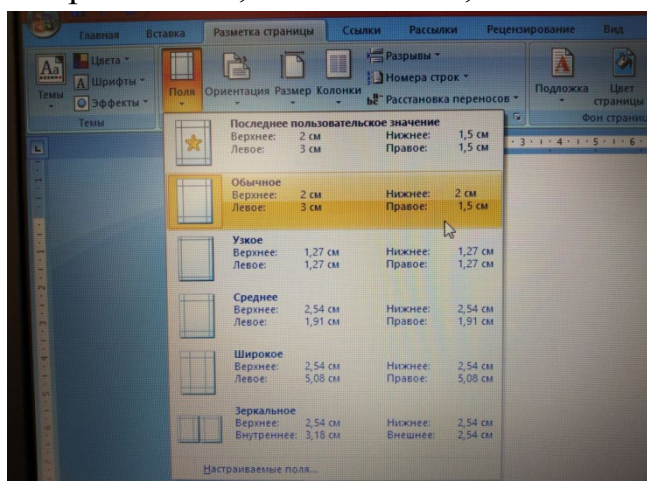 Главная Вставка Разметка страницы Ссылки Рассылки Рецензирование Вид
Темы
Цвета
Шрифты
Эффекты
Темы
Поля
Ориентация Размер Колонки
Разрывы
Номера строк
Расстановка переносов
Подложка
Цвет страницы
Фон страниц
Последнее пользовательское значение
Верхнее: 2 см Нижнее: 1,5 см
Левое: 3 см Правое: 1,5 см
Обычное
Верхнее: 2 см Нижнее: 2 см
Левое: 3 см Правое: 1,5 см
Узкое
Верхнее: 1,27 см Нижнее: 1,27 см
Левое: 1,27 см Правое: 1,27 см
Среднее
Верхнее: 2,54 см Нижнее: 2,54 см
Левое: 1,91 см Правое: 1,91 см
Широкое
Верхнее: 2,54 см Нижнее: 2,54 см
Левое: 5,08 см Правое: 5,08 см
Зеркальное
Верхнее: 2,54 см Нижнее: 2,54 см
Внутреннее: 3,18 см Внешнее: 2,54 см
Настраиваемые поля...
3 4 5 6